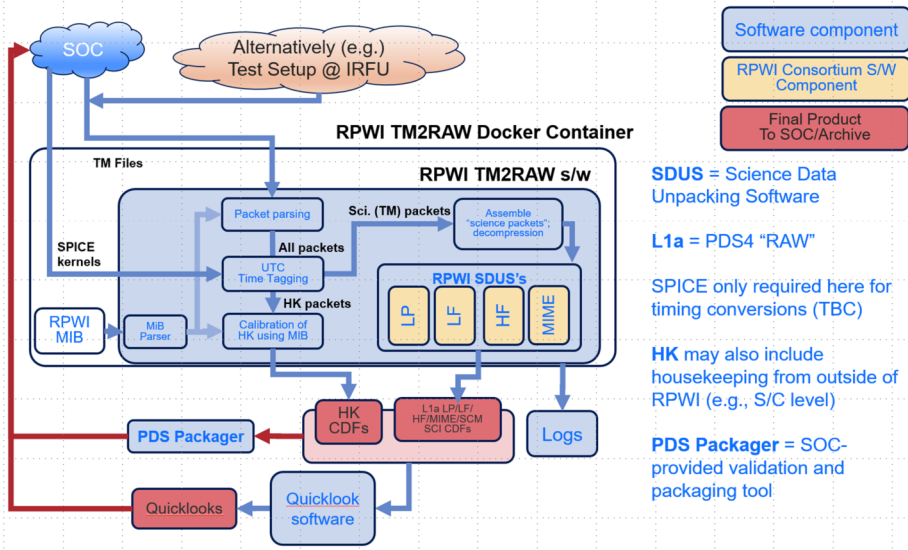 SOC
Alternatively (e.g.)
Test Setup @ IRFU
Software component
RPWI Consortium S/W
Component
Final Product
To SOC/Archive
RPWI TM2RAW Docker Container
TM Files
RPWI TM2RAW s/w
Packet parsing
Sci. (TM) packets
Assemble
“science packets”;
decompression
All packets
SPICE
kernels
UTC
Time Tagging
RPWI SDUS's
HK packets
LP
LF
HF
MIME
RPWI
MIB
MiB
Parser
Calibration of
HK using MIB
HK
CDFs
L1a LP/LF/
HF/MIME/SCM
SCI CDFs
Logs
PDS Packager
Quicklooks
Quicklook
software
SDUS = Science Data
Unpacking Software
L1a = PDS4 “RAW”
SPICE only required here for
timing conversions (TBC)
HK may also include
housekeeping from outside of
RPWI (e.g., S/C level)
PDS Packager = SOC-
provided validation and
packaging tool